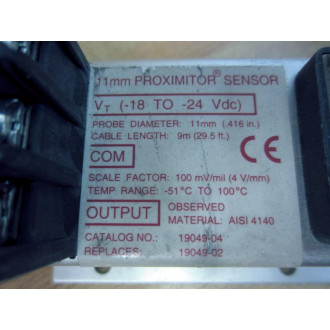 11mm PROXIMITOR® SENSOR
VT (-18 TO -24 Vdc)
PROBE DIAMETER: 11mm (.416 in.)
CABLE LENGTH: 9m (29.5 ft.)
COM
CE
SCALE FACTOR: 100 mV/mil (4 V/mm)
TEMP RANGE: -51°C TO 100°C
OUTPUT
OBSERVED
MATERIAL: AISI 4140
CATALOG NO.: 19049-04
REPLACES: 19049-02